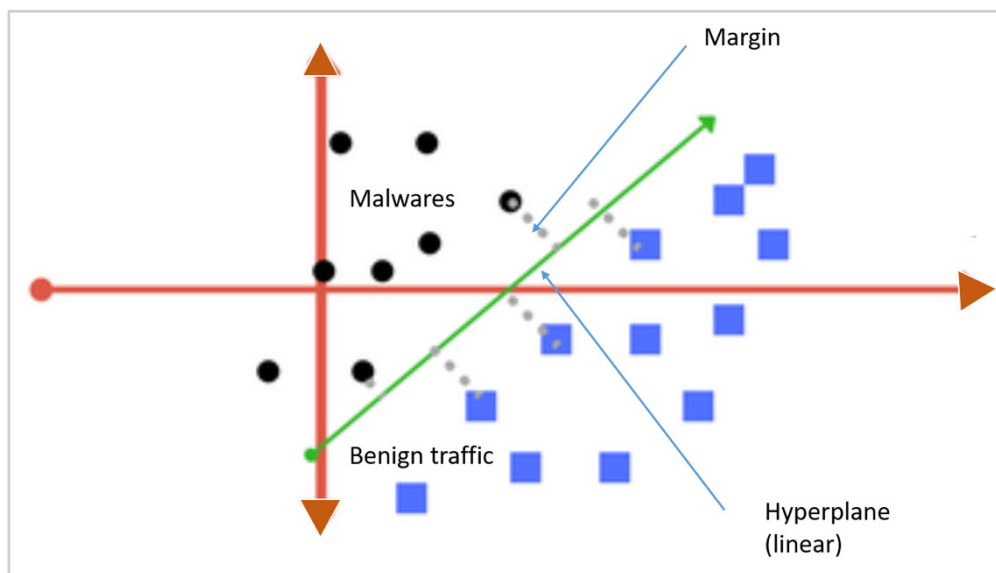 Margin
Malwares
Benign traffic
Hyperplane
(linear)